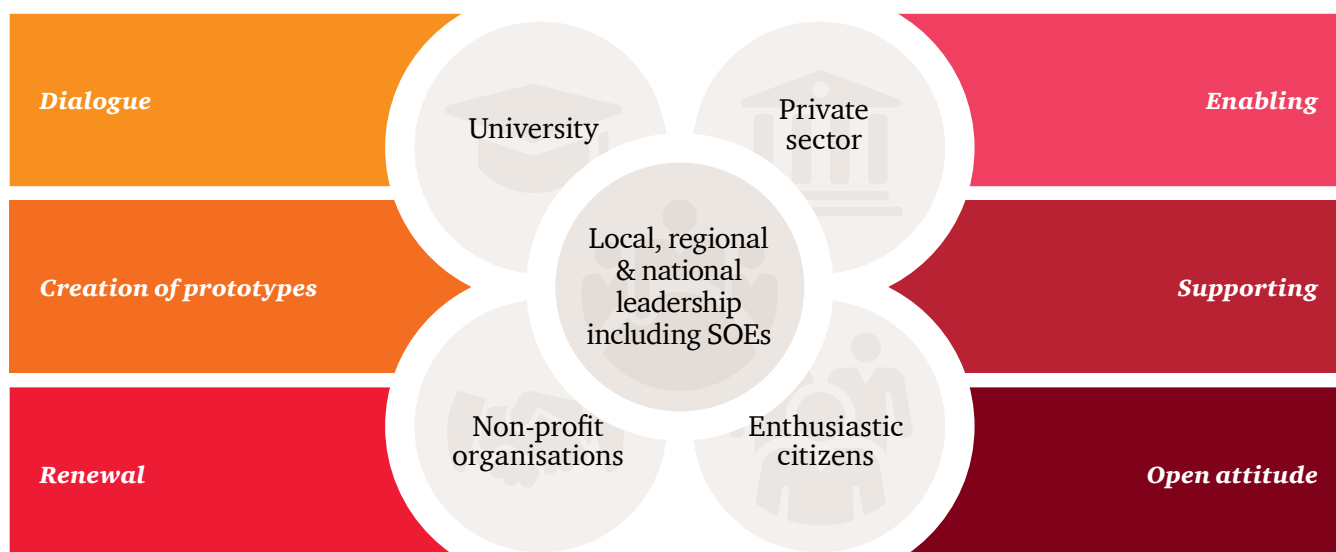 Dialogue
Creation of prototypes
Renewal
University
Private
sector
Local, regional
& national
leadership
including SOEs
Non-profit
organisations
Enthusiastic
citizens
Enabling
Supporting
Open attitude